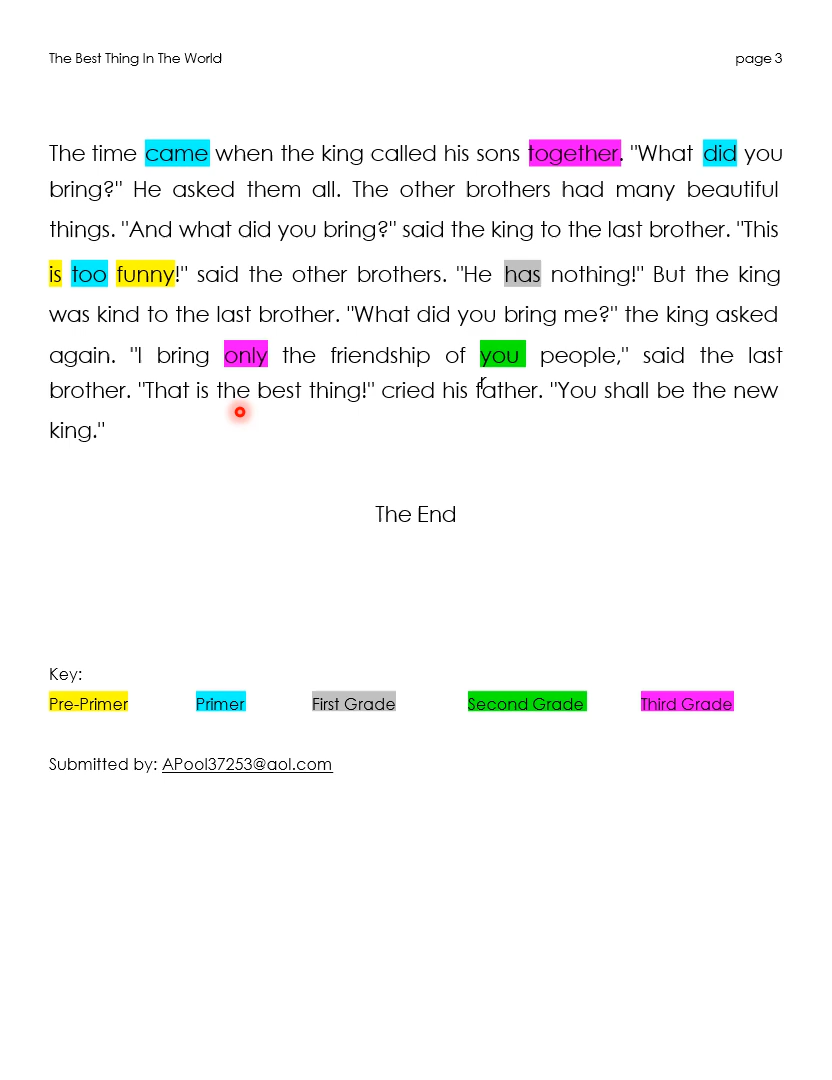 The Best Thing In The World page 3
The time came when the king called his sons together. "What did you
bring?" He asked them all. The other brothers had many beautiful
things. "And what did you bring?" said the king to the last brother. "This
is too funny!" said the other brothers. "He has nothing!" But the king
was kind to the last brother. "What did you bring me?" the king asked
again. "I bring only the friendship of your people," said the last
brother. "That is the best thing!" cried his father. "You shall be the new
king."
The End
Key:
Pre-Primer Primer First Grade Second Grade Third Grade
Submitted by: APool37253@aol.com